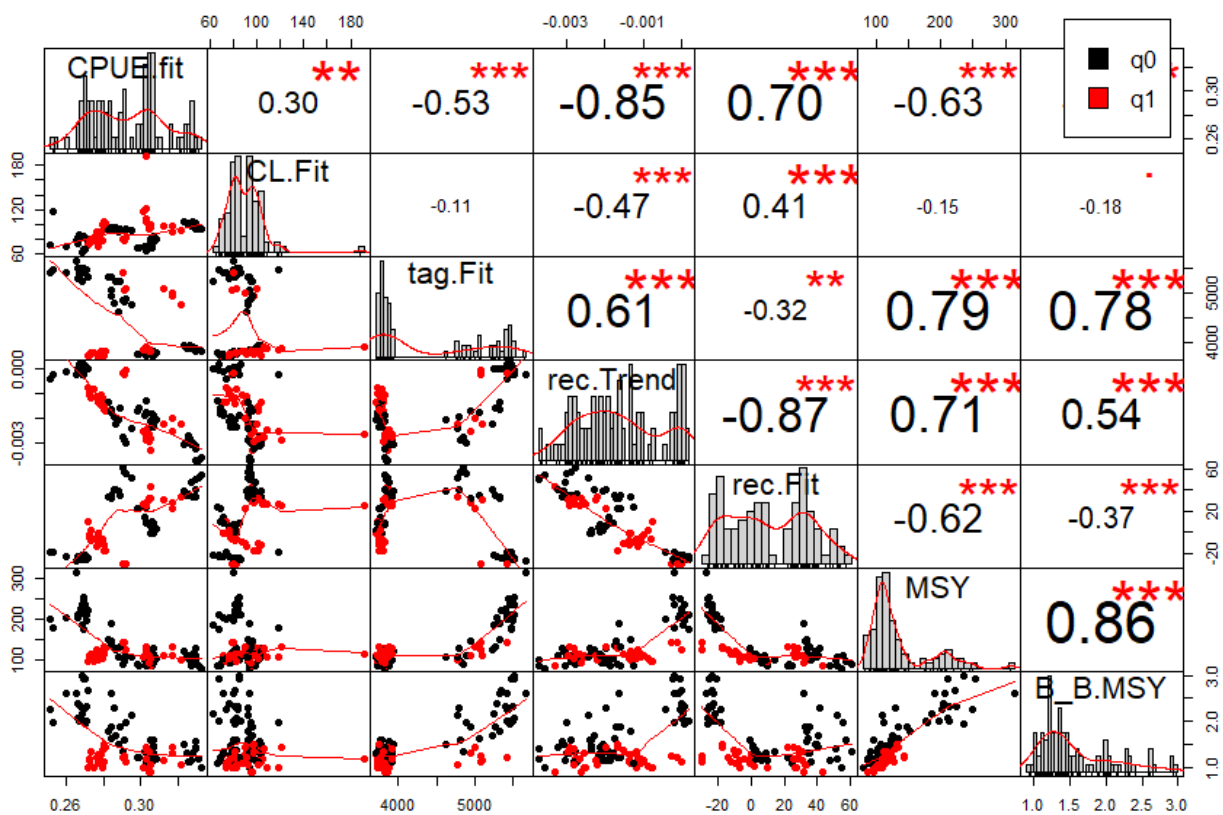 60 100 140 180 -0.003 -0.001 100 200 300
CPUE.fit 0.30 ** -0.53 *** -0.85 *** 0.70 *** -0.63 ***
q0
q1
0.26 0.30
60 120 180
CL.Fit -0.11 -0.47 *** 0.41 *** -0.15 -0.18 .
tag.Fit 0.61 *** -0.32 ** 0.79 *** 0.78 ***
4000 5000
-0.003 0.000
rec.Trend -0.87 *** 0.71 *** 0.54 ***
rec.Fit -0.62 *** -0.37 ***
-20 20 60
100 200 300
MSY 0.86 ***
B_B.MSY
1.0 2.0 3.0
0.26 0.30 4000 5000 -20 0 20 40 60 1.0 1.5 2.0 2.5 3.0